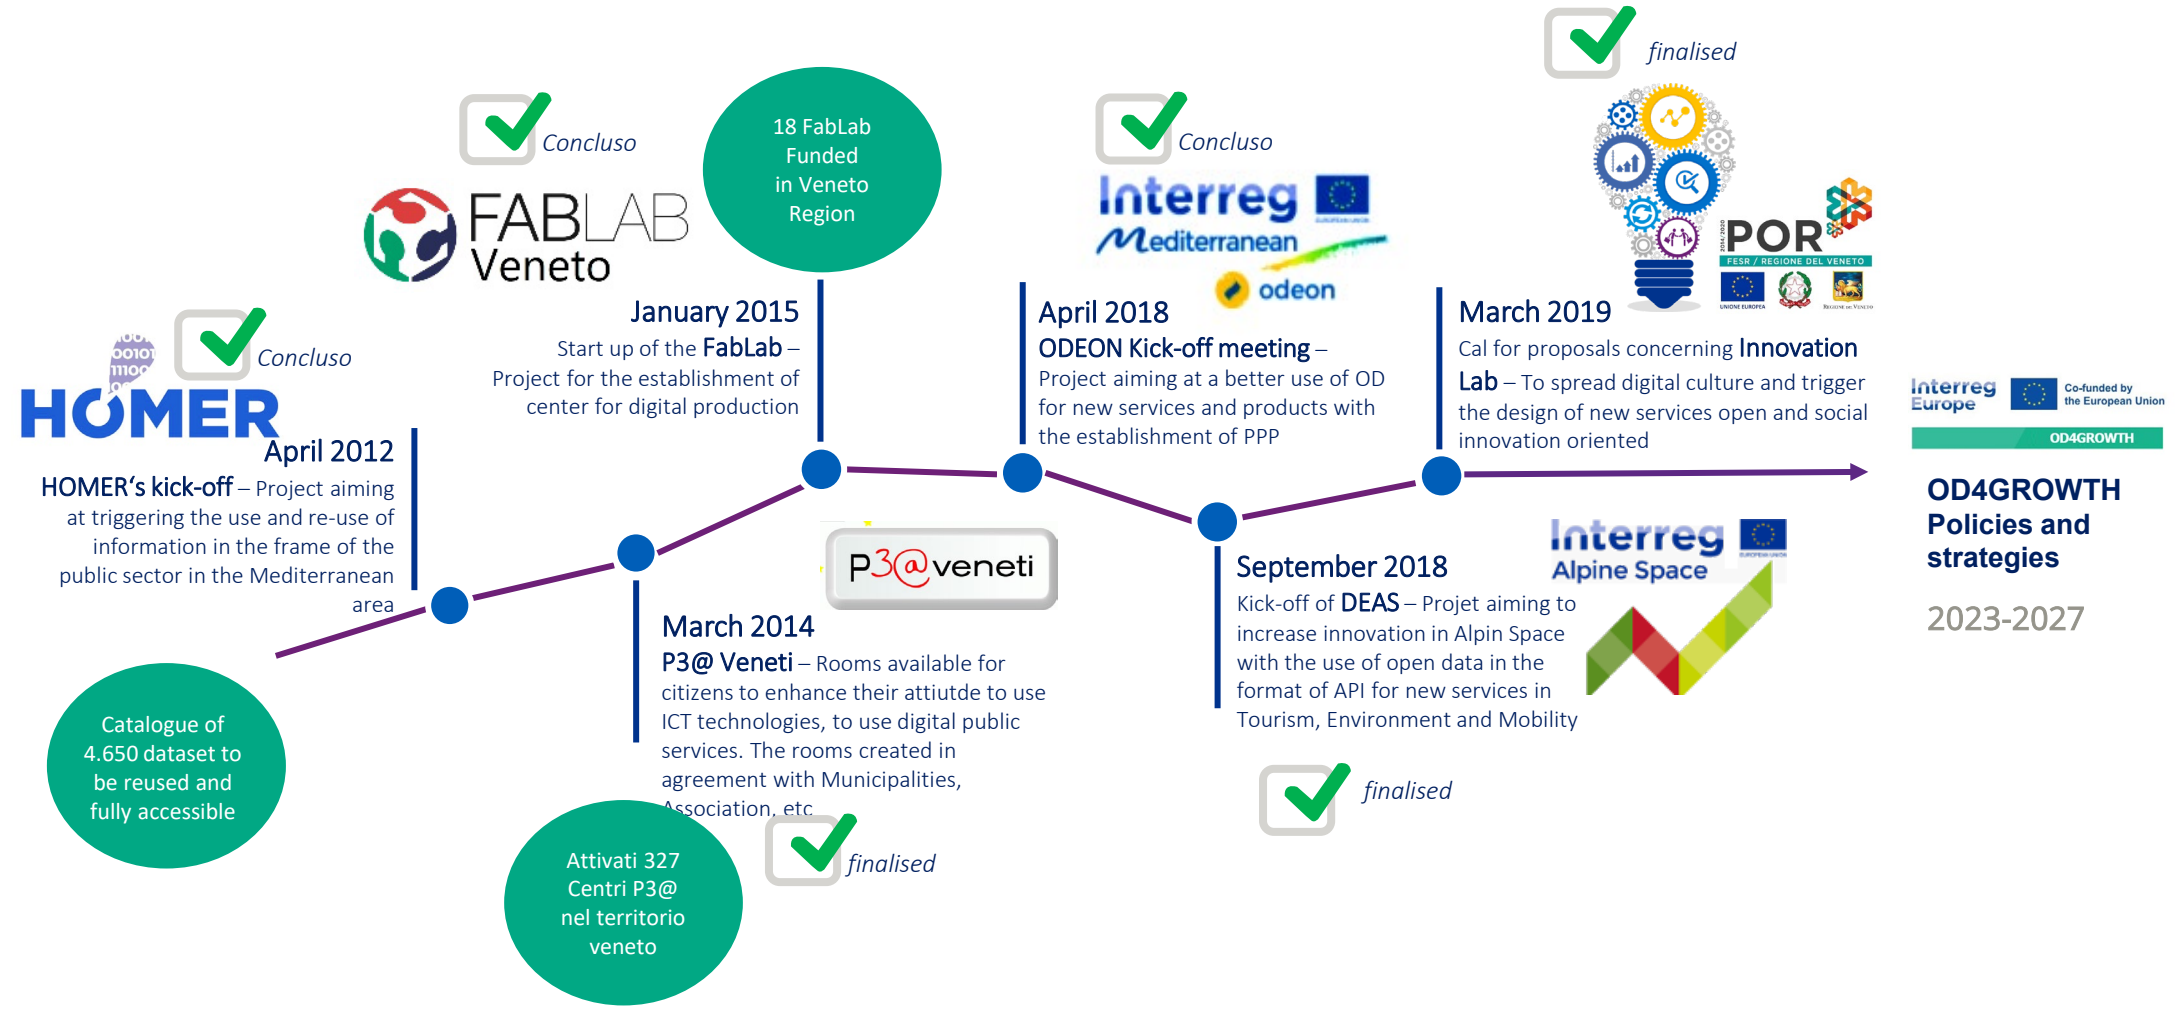 Concluso
HOMER
April 2012
HOMER‘s kick-off – Project aiming
at triggering the use and re-use of
information in the frame of the
public sector in the Mediterranean
area
Catalogue of
4.650 dataset to
be reused and
fully accessible
March 2014
P3@ Veneti – Rooms available for
citizens to enhance their attiutde to use
ICT technologies, to use digital public
services. The rooms created in
agreement with Municipalities,
Association, etc
P3@veneti
Attivati 327
Centri P3@
nel territorio
veneto
finalised
Concluso
FABLAB
Veneto
18 FabLab
Funded
in Veneto
Region
January 2015
Start up of the FabLab –
Project for the establishment of
center for digital production
Concluso
Interreg
EUROPEAN UNION
Mediterranean
odeon
April 2018
ODEON Kick-off meeting –
Project aiming at a better use of OD
for new services and products with
the establishment of PPP
September 2018
Kick-off of DEAS – Projet aiming to
increase innovation in Alpin Space
with the use of open data in the
format of API for new services in
Tourism, Environment and Mobility
Interreg
EUROPEAN UNION
Alpine Space
finalised
finalised
2014/2020
POR
FESR / REGIONE DEL VENETO
UNIONE EUROPEA
REGIONE DEL VENETO
March 2019
Cal for proposals concerning Innovation
Lab – To spread digital culture and trigger
the design of new services open and social
innovation oriented
Interreg
Europe
Co-funded by
the European Union
OD4GROWTH
OD4GROWTH
Policies and
strategies
2023-2027